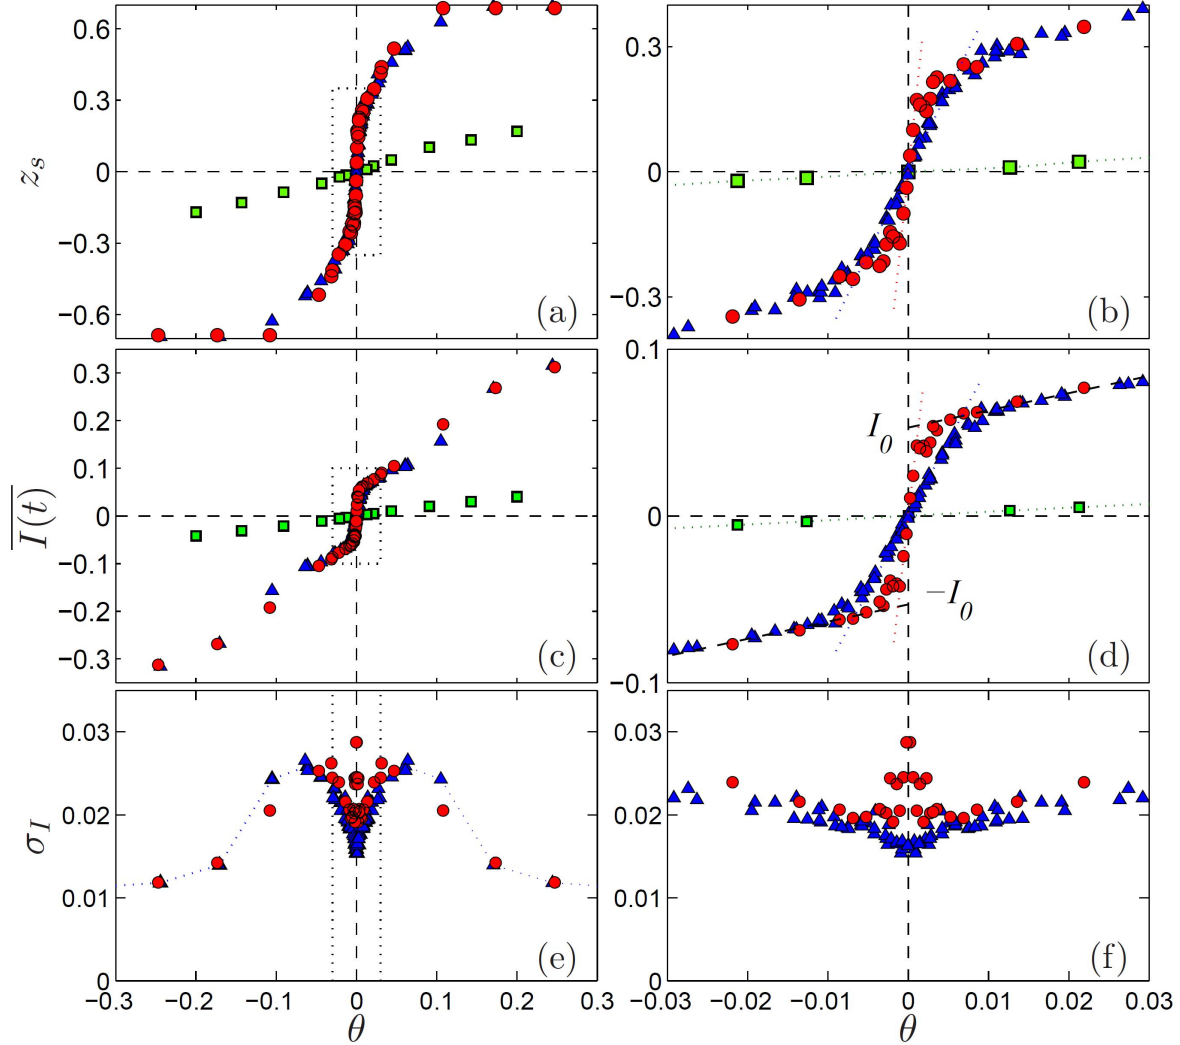 0.6
0.3
0
−0.3
−0.6
z_s
(a)
0.3
0
−0.3
(b)
0.3
0.2
0.1
0
−0.1
−0.2
−0.3
\overline{I(t)}
(c)
0.1
0
−0.1
I_0
−I_0
(d)
0.03
0.02
0.01
0
σ_I
(e)
−0.3 −0.2 −0.1 0 0.1 0.2 0.3
θ
0.03
0.02
0.01
0
(f)
−0.03 −0.02 −0.01 0 0.01 0.02 0.03
θ